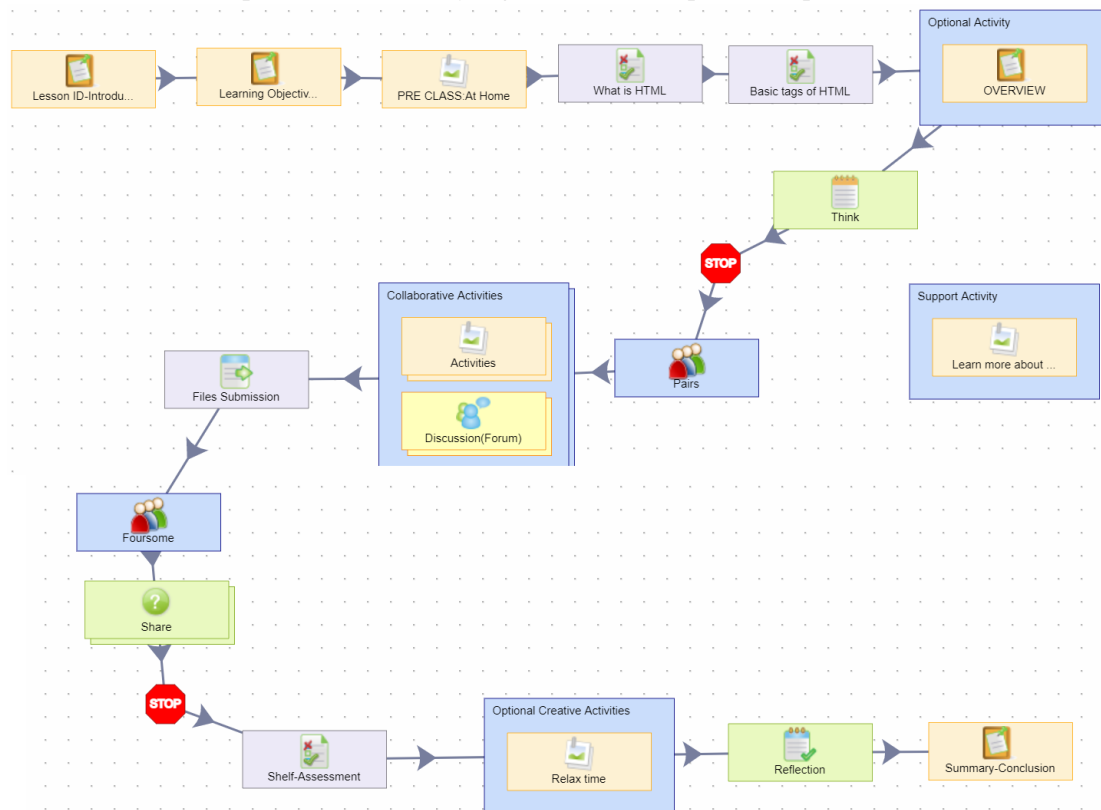 Optional Activity
Lesson ID-Introdu...
Learning Objectiv...
PRE CLASS:At Home
What is HTML
Basic tags of HTML
OVERVIEW
Think
STOP
Collaborative Activities
Support Activity
Activities
Pairs
Learn more about ...
Files Submission
Discussion(Forum)
Foursome
Share
STOP
Optional Creative Activities
Shelf-Assessment
Relax time
Reflection
Summary-Conclusion